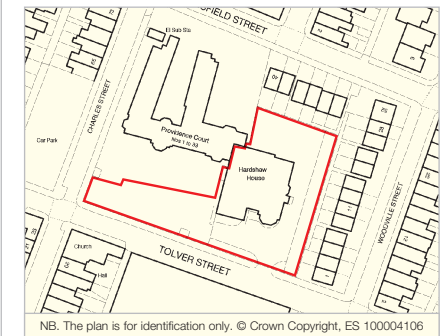 FIELD STREET
El Sub Sta
CHARLES STREET
Car Park
Providence Court
Nos 1 to 39
Hardshaw
House
WOODVILLE STREET
TOLVER STREET
Church
Hall
NB. The plan is for identification only. © Crown Copyright, ES 100004106